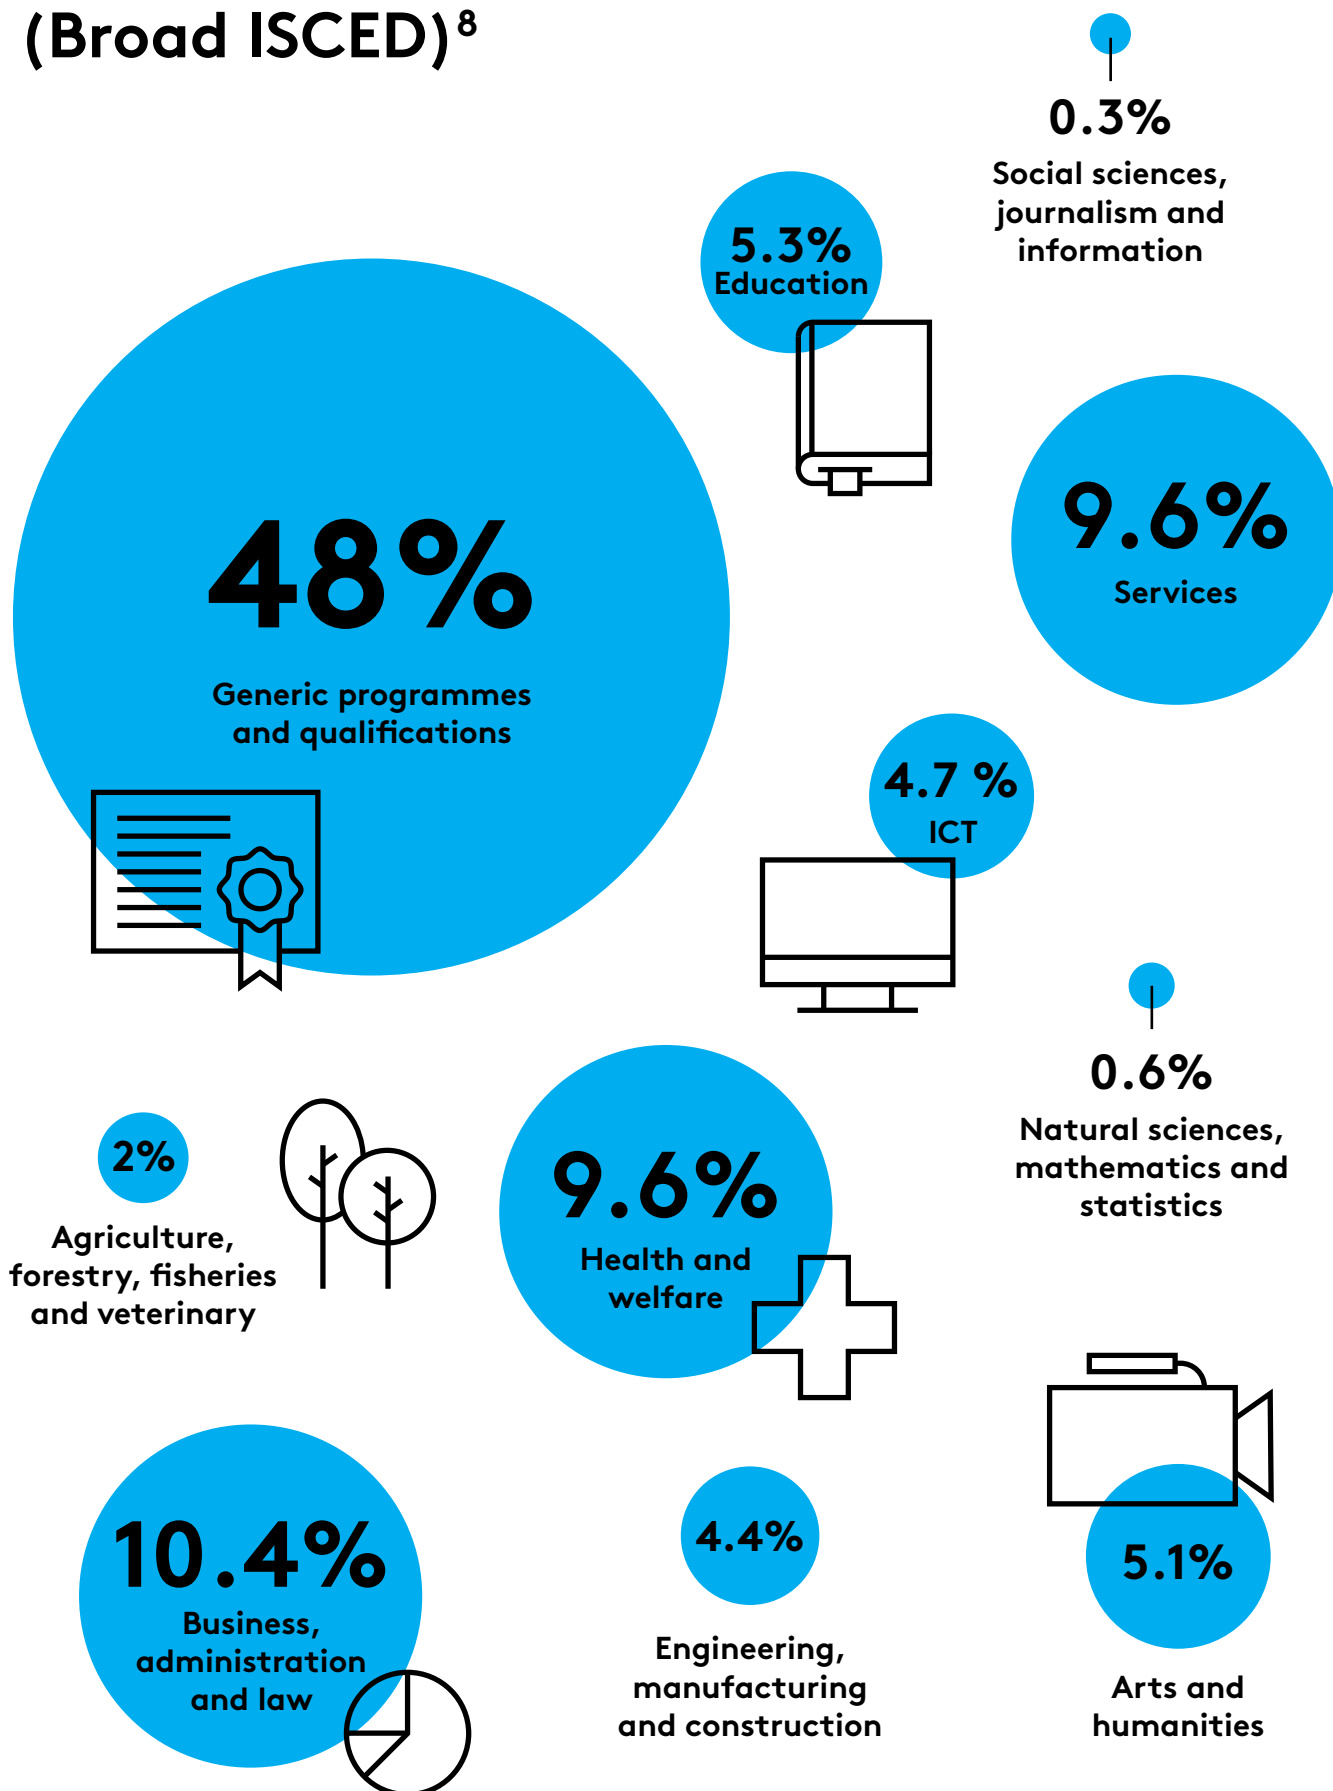 (Broad ISCED)⁸
0.3%
Social sciences,
journalism and
information
5.3%
Education
48%
Generic programmes
and qualifications
9.6%
Services
4.7 %
ICT
0.6%
Natural sciences,
mathematics and
statistics
2%
Agriculture,
forestry, fisheries
and veterinary
9.6%
Health and
welfare
10.4%
Business,
administration
and law
4.4%
Engineering,
manufacturing
and construction
5.1%
Arts and
humanities